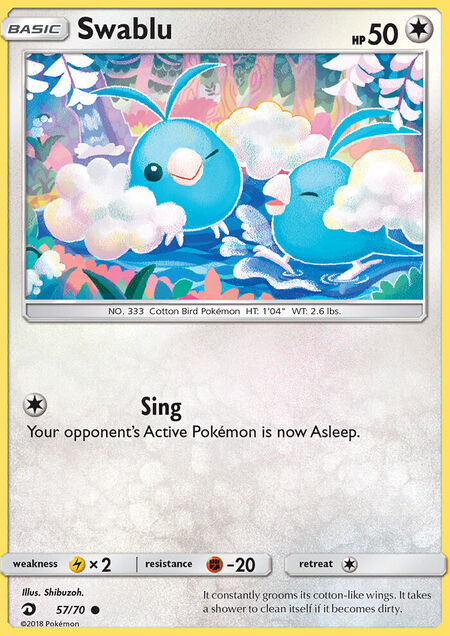 BASIC Swablu HP 50
NO. 333 Cotton Bird Pokémon HT: 1'04" WT: 2.6 lbs.
Sing
Your opponent's Active Pokémon is now Asleep.
weakness ×2 resistance -20 retreat
Illus. Shibuzoh.
57/70
©2018 Pokémon
It constantly grooms its cotton-like wings. It takes
a shower to clean itself if it becomes dirty.